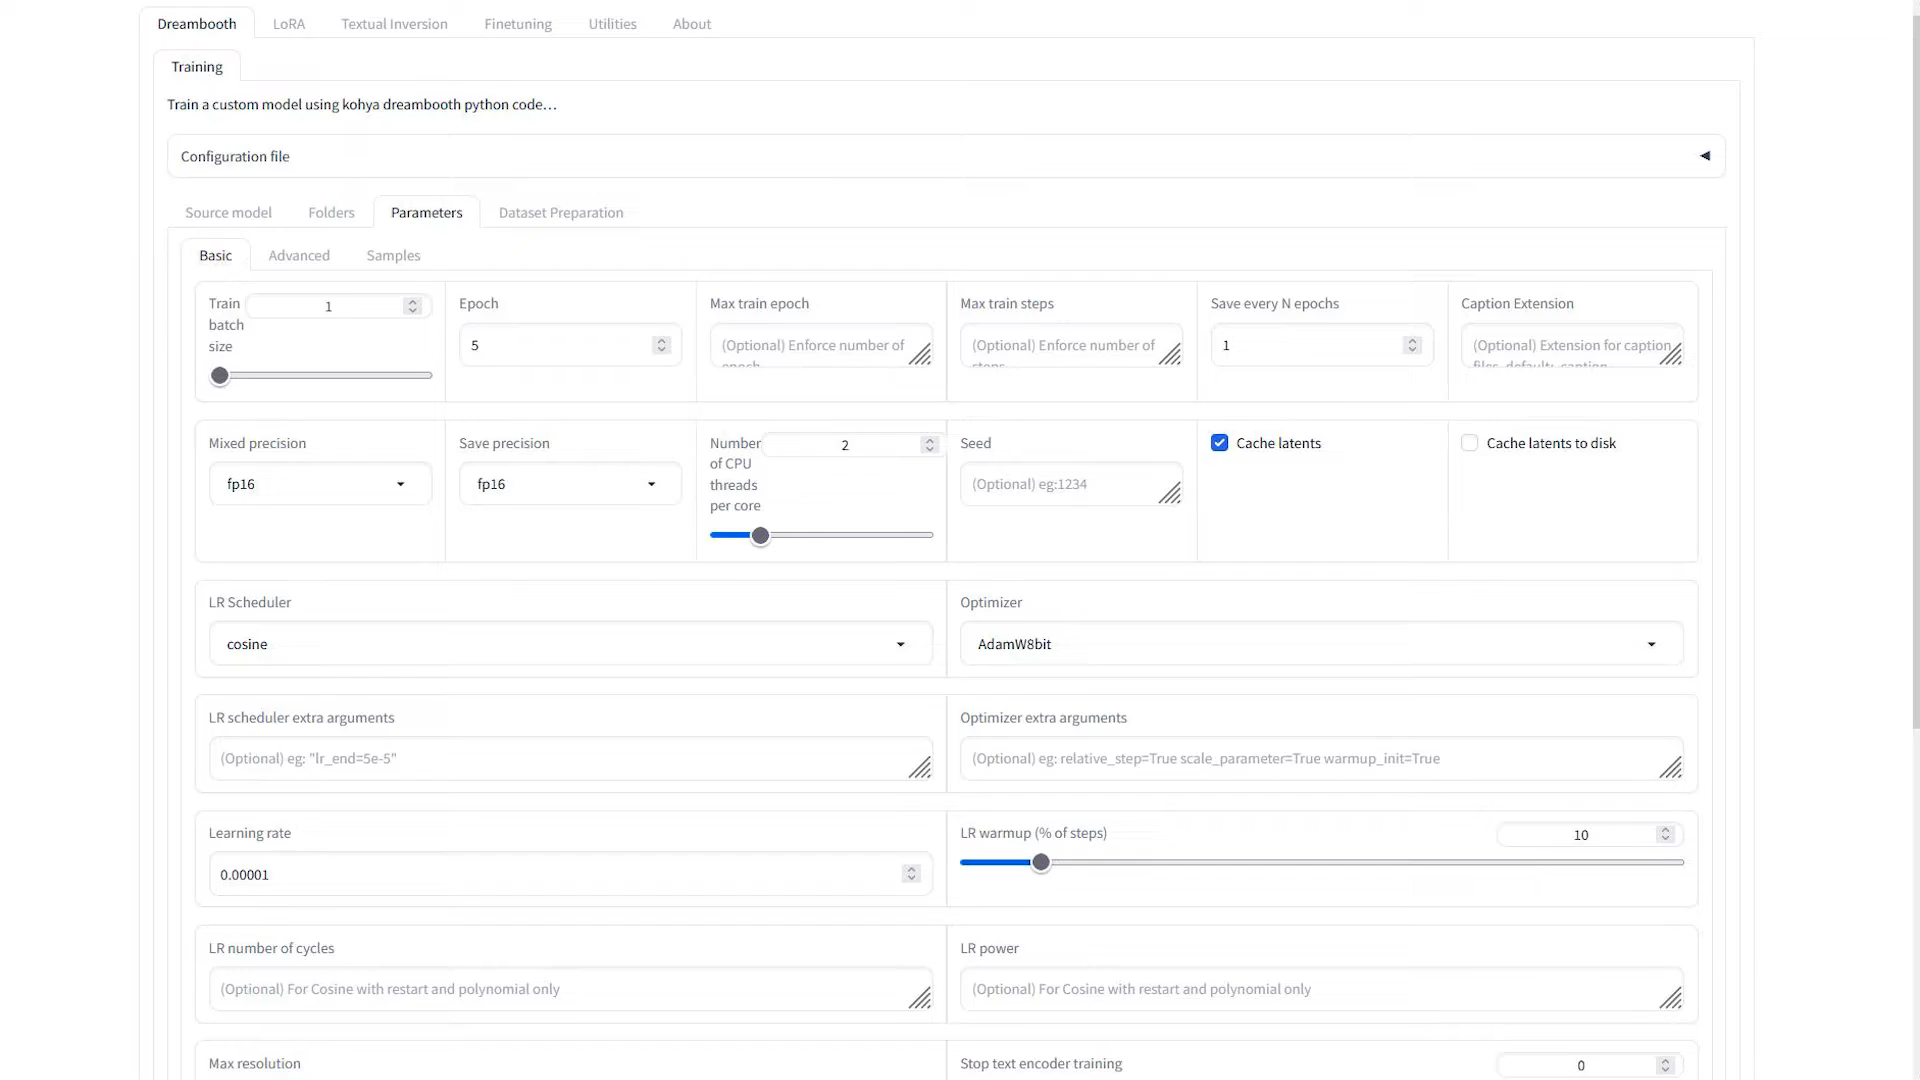 Dreambooth
LoRA
Textual Inversion
Finetuning
Utilities
About
Training
Train a custom model using kohya dreambooth python code…
Configuration file
Source model
Folders
Parameters
Dataset Preparation
Basic
Advanced
Samples
Train batch size
1
Epoch
5
Max train epoch
(Optional) Enforce number of
epoch
Max train steps
(Optional) Enforce number of
steps
Save every N epochs
1
Caption Extension
(Optional) Extension for caption
files. default: .caption
Mixed precision
fp16
Save precision
fp16
Number
of CPU
threads
per core
2
Seed
(Optional) eg:1234
Cache latents
Cache latents to disk
LR Scheduler
cosine
Optimizer
AdamW8bit
LR scheduler extra arguments
(Optional) eg: "lr_end=5e-5"
Optimizer extra arguments
(Optional) eg: relative_step=True scale_parameter=True warmup_init=True
Learning rate
0.00001
LR warmup (% of steps)
10
LR number of cycles
(Optional) For Cosine with restart and polynomial only
LR power
(Optional) For Cosine with restart and polynomial only
Max resolution
Stop text encoder training
0